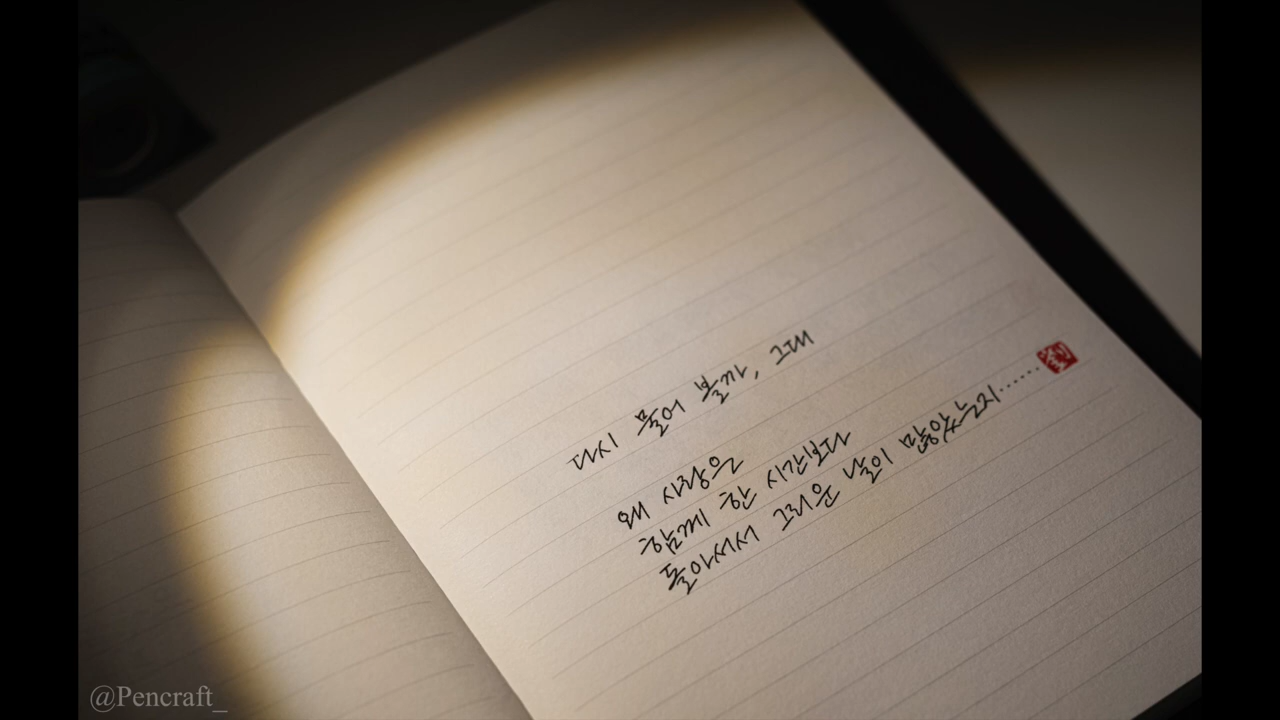 다시 물어 볼까, 그대
왜 사랑은
함께 한 시간보다
돌아서서 그리운 날이 많았는지……
@Pencraft_